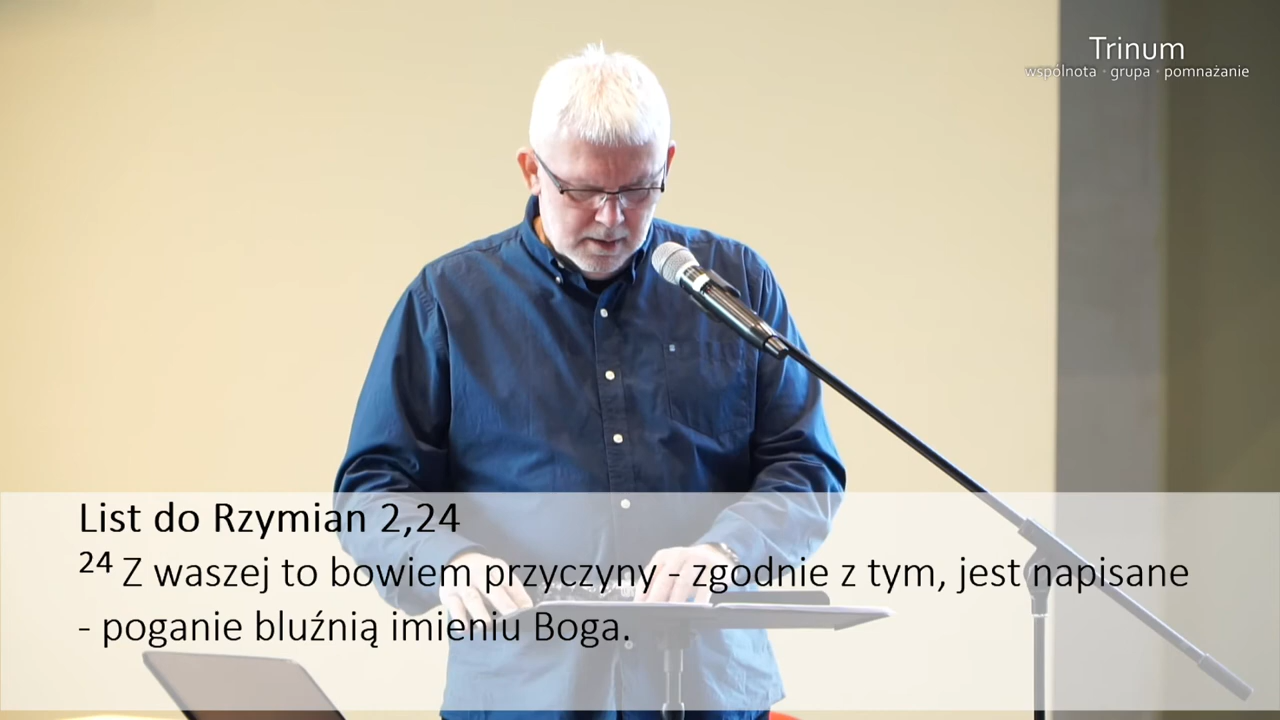 Trinum
wspólnota · grupa · pomnażanie
List do Rzymian 2,24
24 Z waszej to bowiem przyczyny - zgodnie z tym, jest napisane
- poganie bluźnią imieniu Boga.